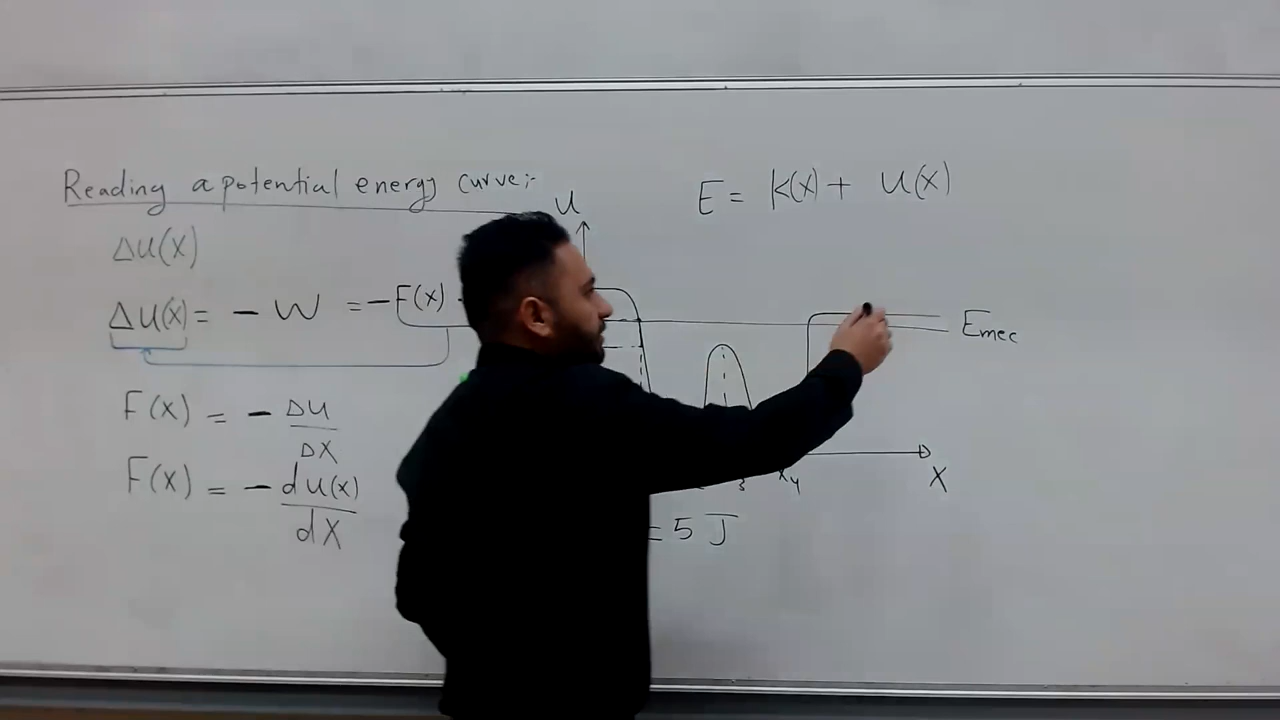 Reading a potential energy curve:-
ΔU(X)
ΔU(X) = - W = - F(X)
F(X) = - ΔU / ΔX
F(X) = - dU(X) / dX
U
E = K(X) + U(X)
Emec
X4
X
= 5 J